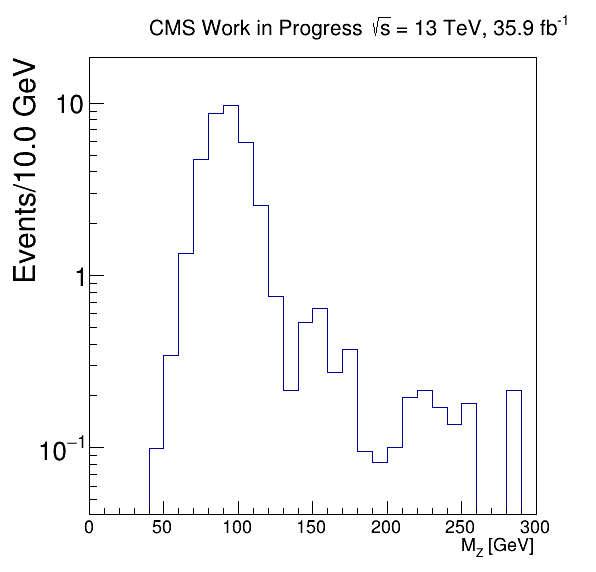 CMS Work in Progress √s = 13 TeV, 35.9 fb⁻¹
Events/10.0 GeV
10
1
10⁻¹
0 50 100 150 200 250 300
M_Z [GeV]